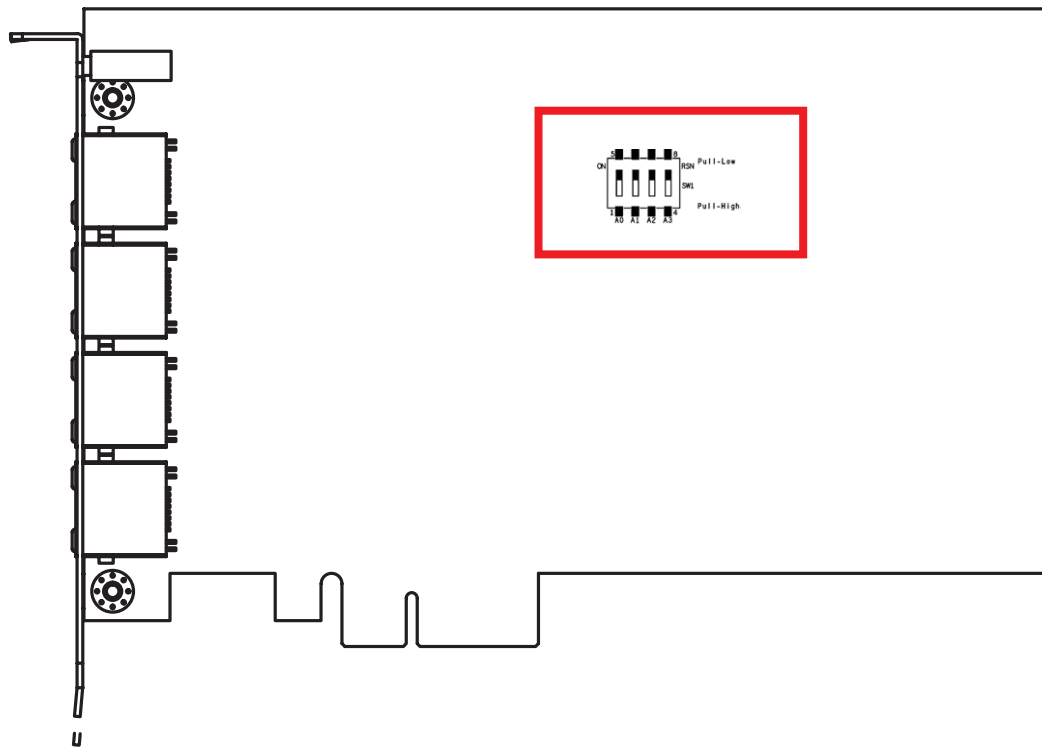 5 8
Pull-Low
ON RSN
SW1
Pull-High
1 4
A0 A1 A2 A3